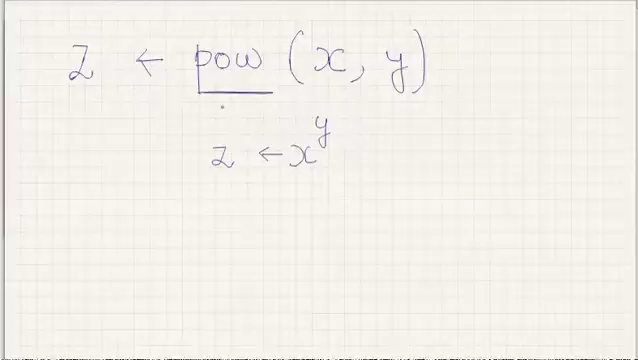 z ← pow (x, y)
z ← x^y